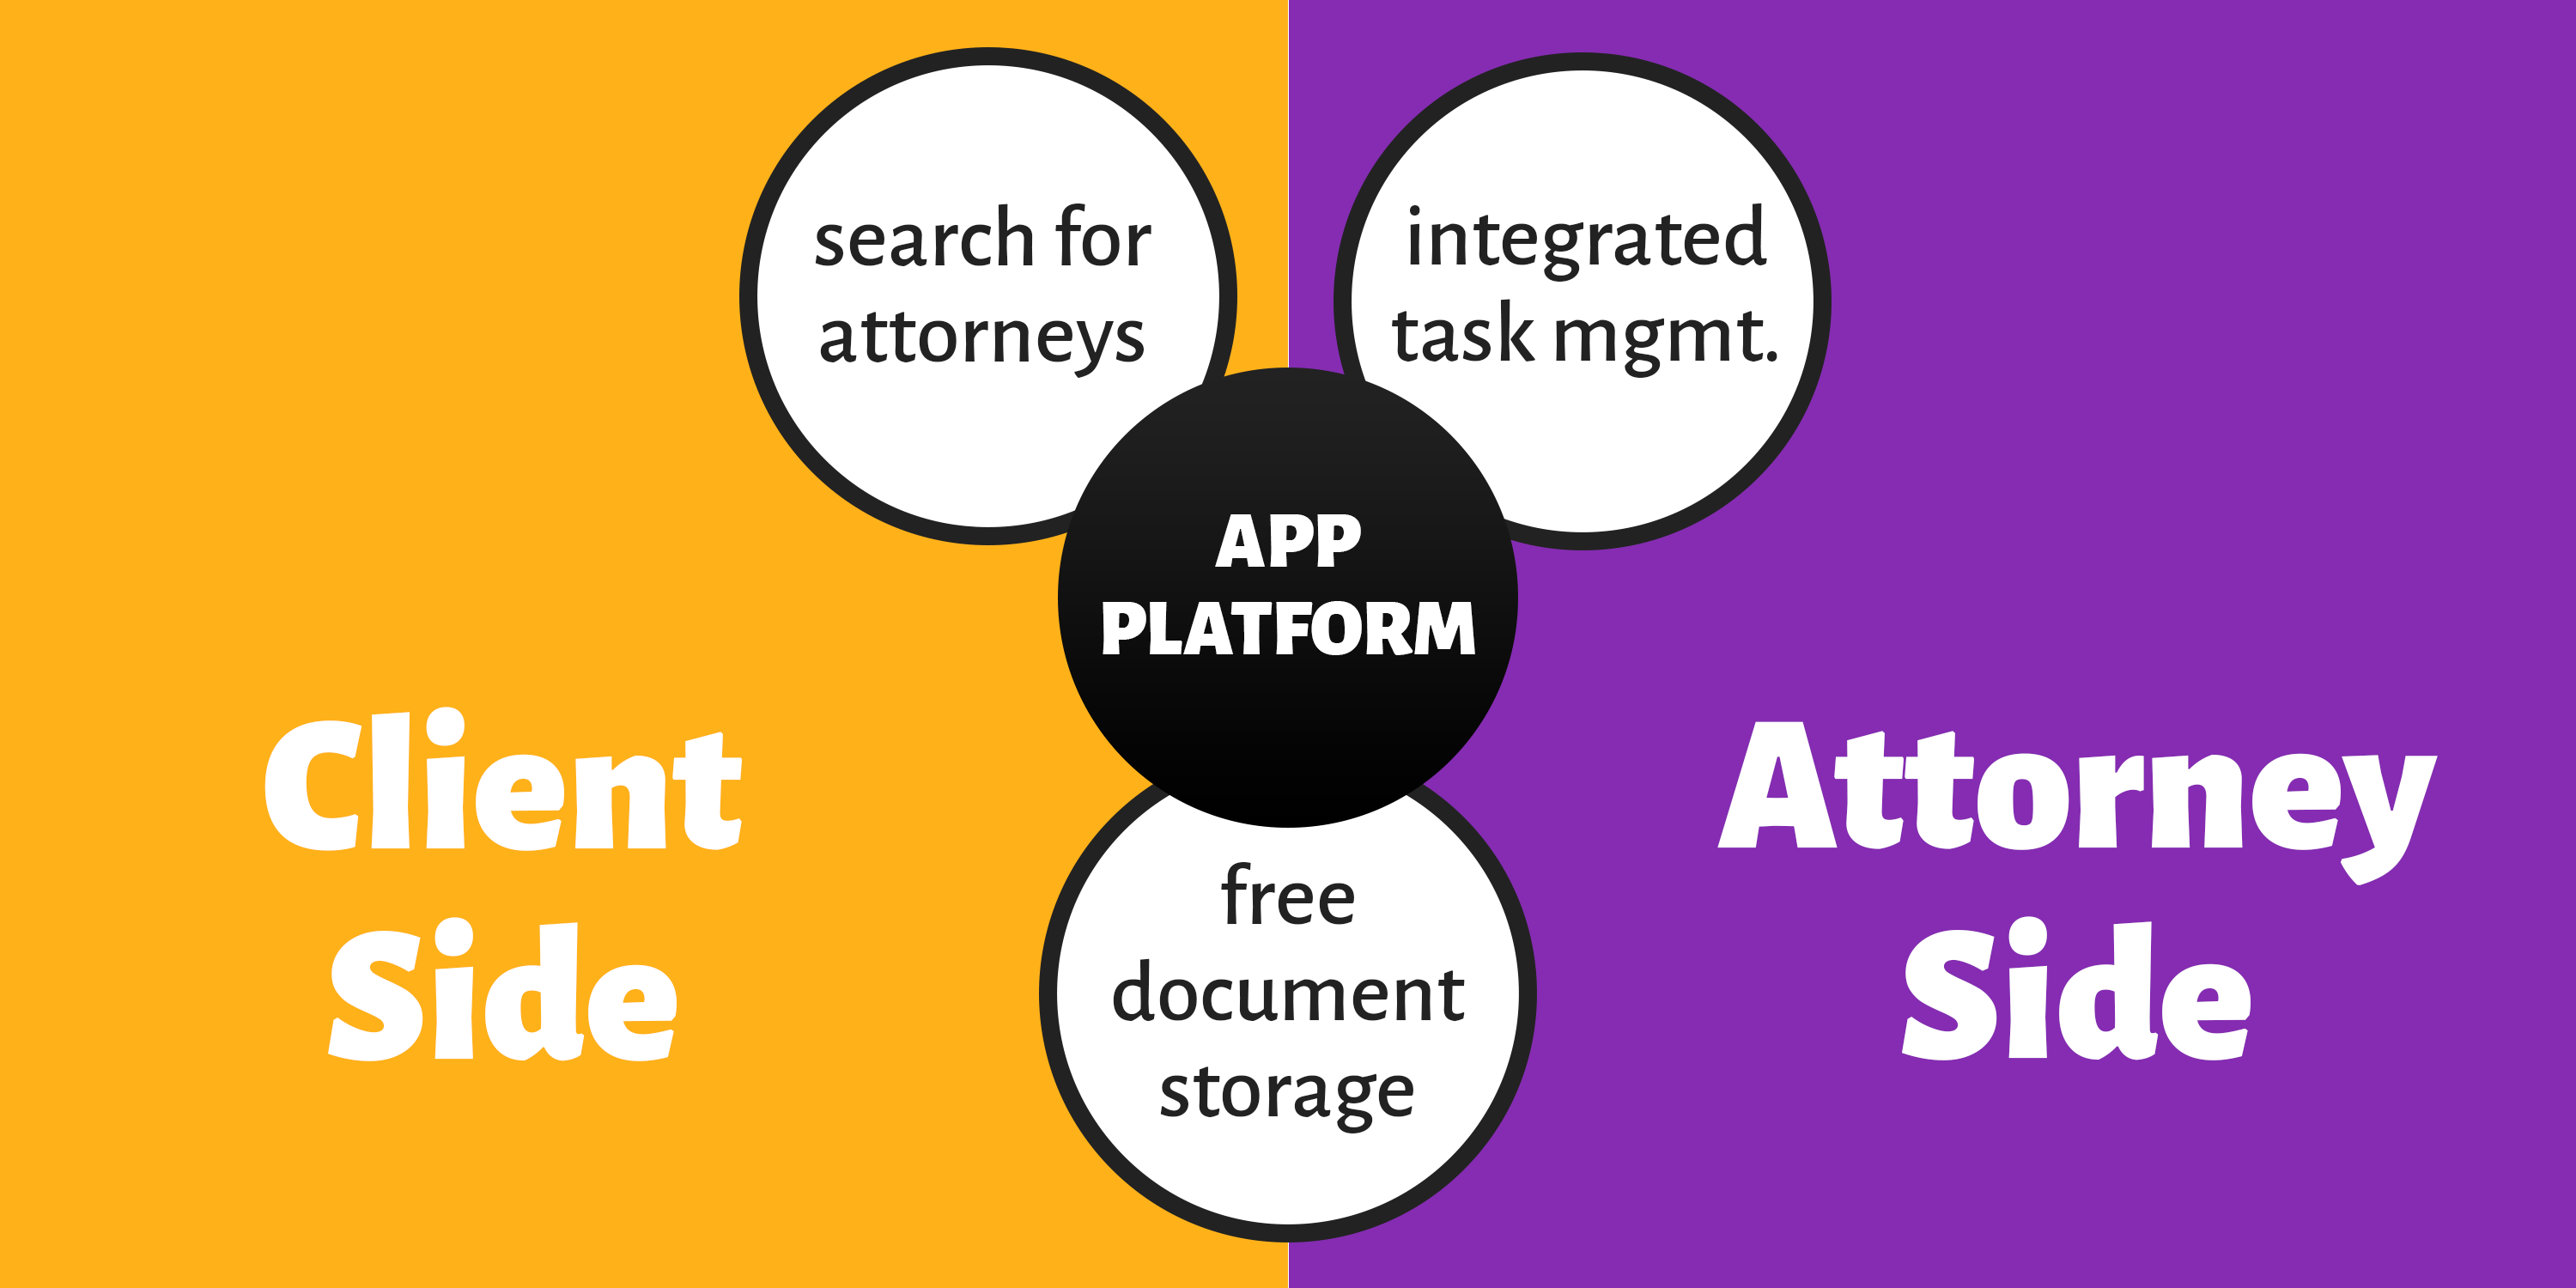 search for
attorneys
integrated
task mgmt.
APP
PLATFORM
Client
Side
Attorney
Side
free
document
storage